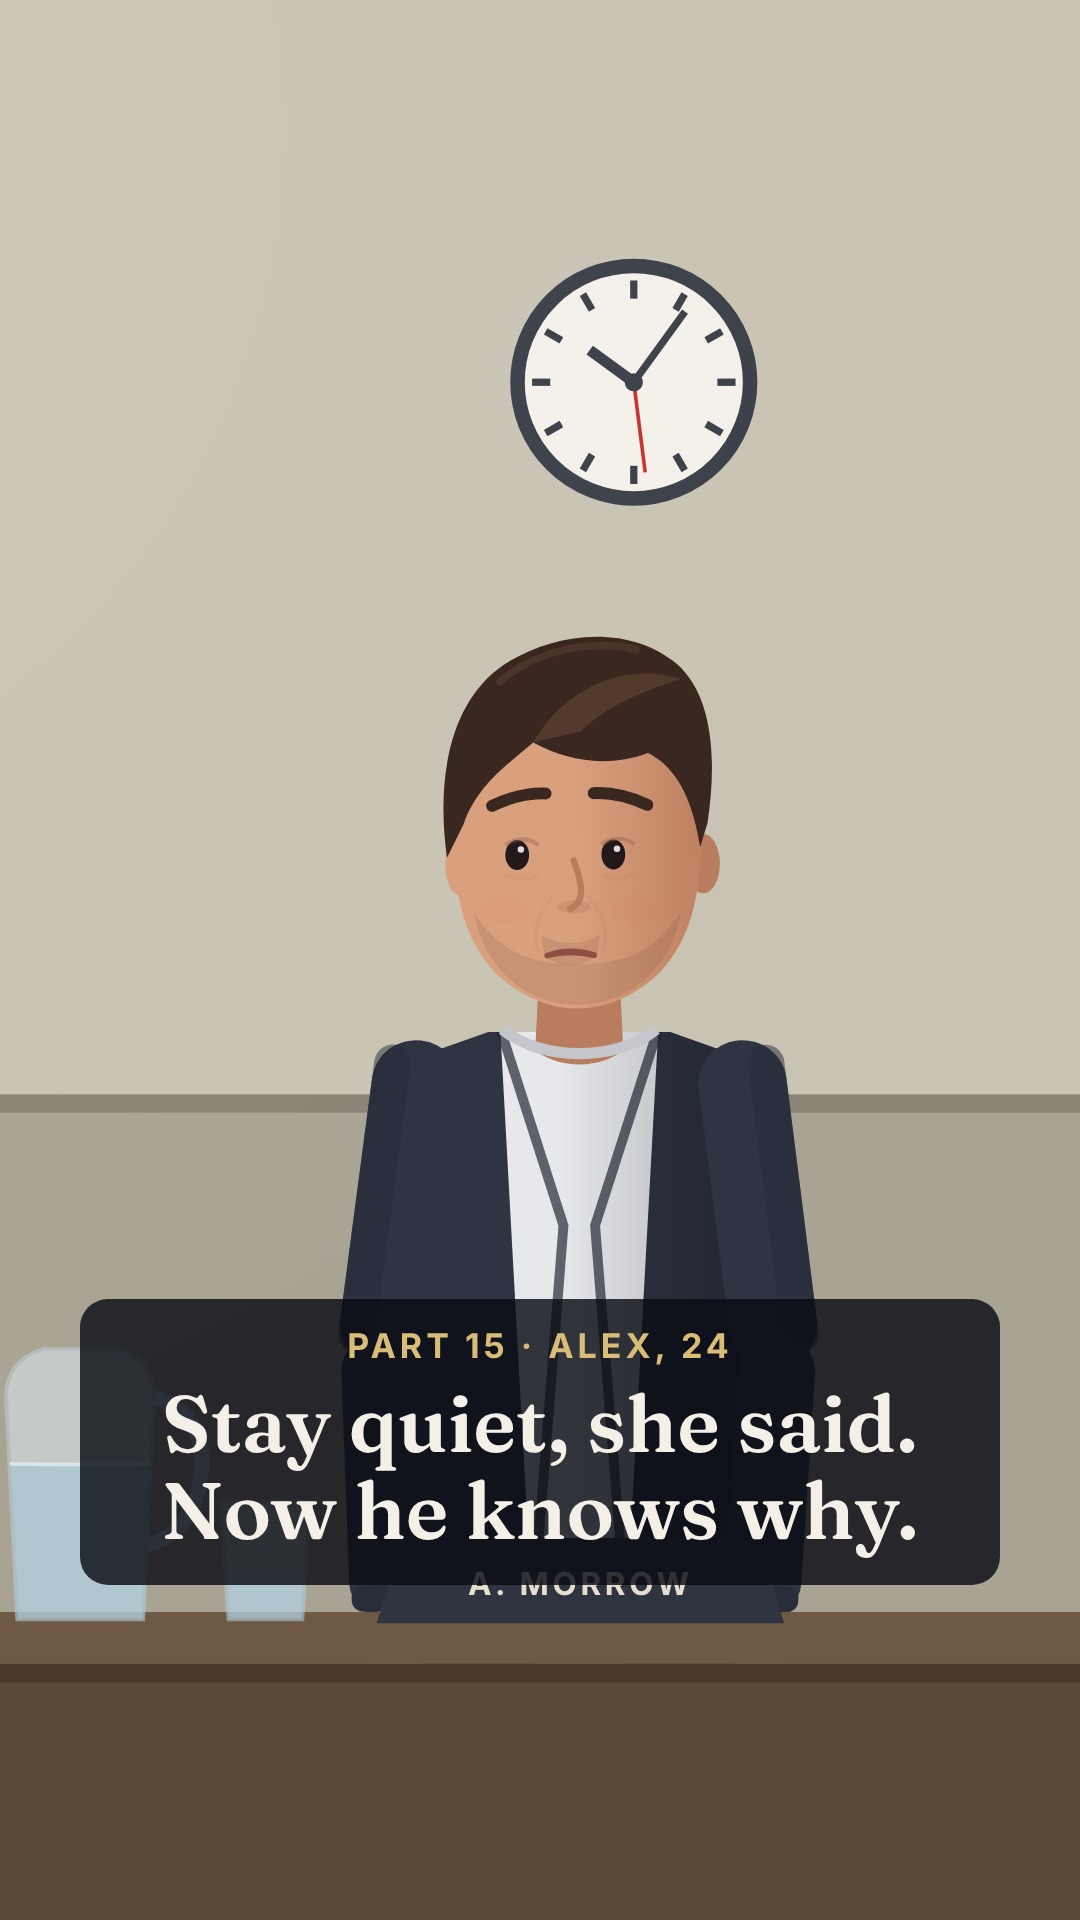 PART 15 · ALEX, 24
Stay quiet, she said.
Now he knows why.
A. MORROW